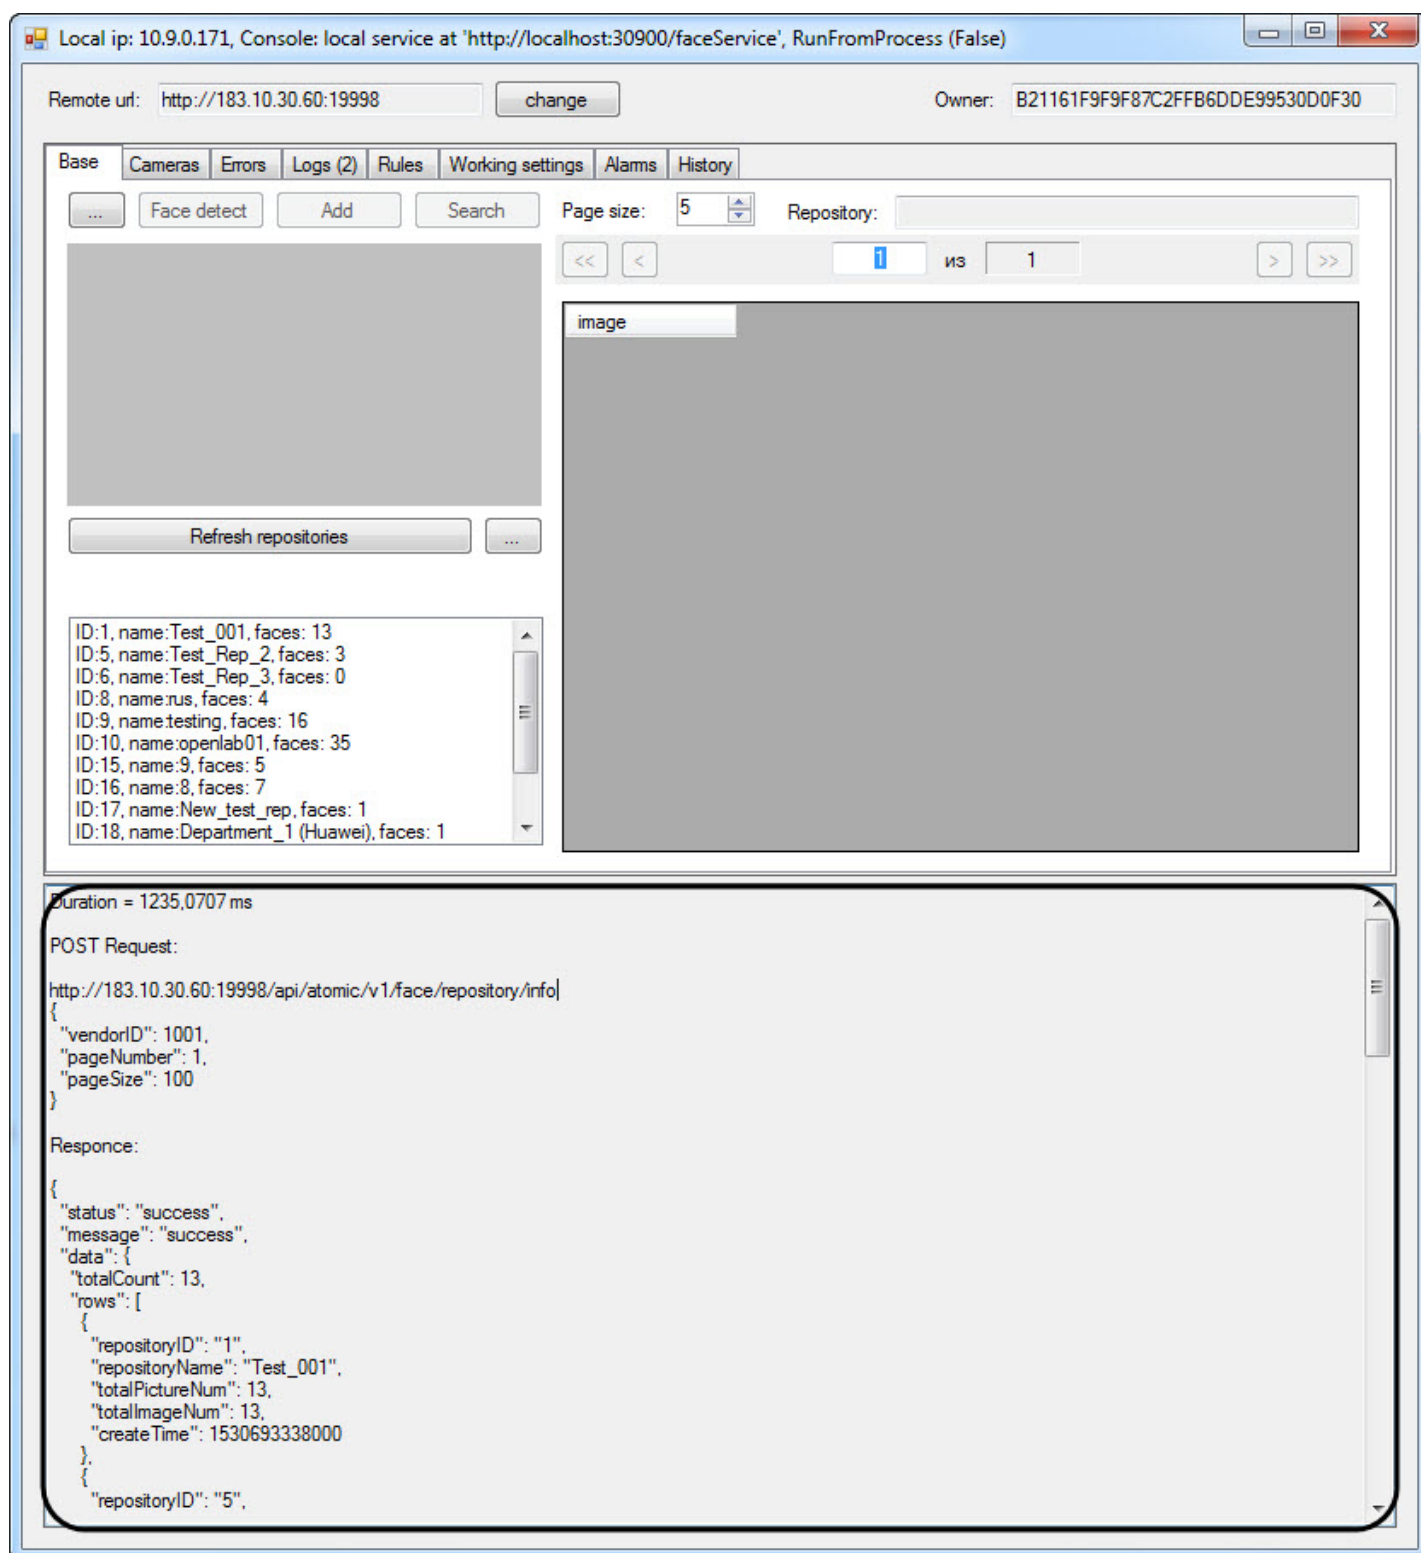 Local ip: 10.9.0.171, Console: local service at 'http://localhost:30900/faceService', RunFromProcess (False)
Remote url: http://183.10.30.60:19998 change Owner: B21161F9F9F87C2FFB6DDE99530D0F30
Base Cameras Errors Logs (2) Rules Working settings Alarms History
... Face detect Add Search Page size: 5 Repository:
<< < 1 из 1 > >>
image
Refresh repositories ...
ID:1, name:Test_001, faces: 13
ID:5, name:Test_Rep_2, faces: 3
ID:6, name:Test_Rep_3, faces: 0
ID:8, name:rus, faces: 4
ID:9, name:testing, faces: 16
ID:10, name:openlab01, faces: 35
ID:15, name:9, faces: 5
ID:16, name:8, faces: 7
ID:17, name:New_test_rep, faces: 1
ID:18, name:Department_1 (Huawei), faces: 1
Duration = 1235,0707 ms
POST Request:
http://183.10.30.60:19998/api/atomic/v1/face/repository/info
{
"vendorID": 1001,
"pageNumber": 1,
"pageSize": 100
}
Responce:
{
"status": "success",
"message": "success",
"data": {
"totalCount": 13,
"rows": [
{
"repositoryID": "1",
"repositoryName": "Test_001",
"totalPictureNum": 13,
"totalImageNum": 13,
"createTime": 1530693338000
},
{
"repositoryID": "5",